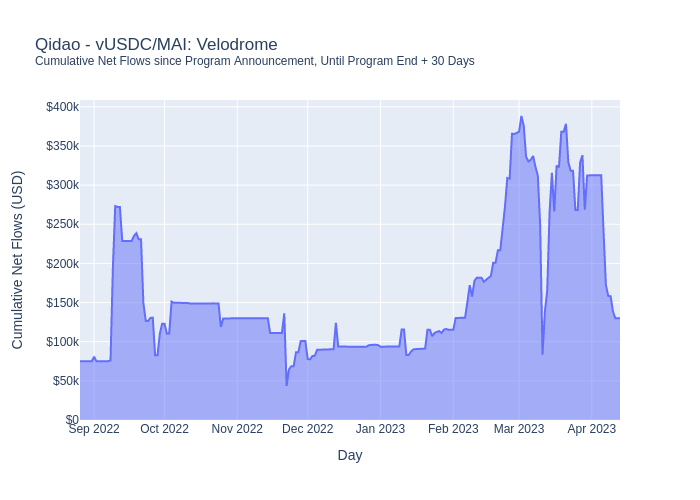 Qidao - vUSDC/MAI: Velodrome
Cumulative Net Flows since Program Announcement, Until Program End + 30 Days
Cumulative Net Flows (USD)
$400k
$350k
$300k
$250k
$200k
$150k
$100k
$50k
$0
Sep 2022 Oct 2022 Nov 2022 Dec 2022 Jan 2023 Feb 2023 Mar 2023 Apr 2023
Day